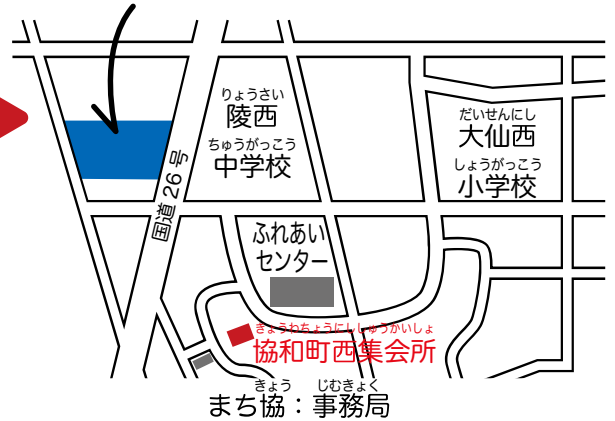 りょうさい
陵西
ちゅうがっこう
中学校
だいせんにし
大仙西
しょうがっこう
小学校
国道 26 号
ふれあい
センター
きょうわちょうにししゅうかいしょ
協和町西集会所
きょう じむきょく
まち協：事務局